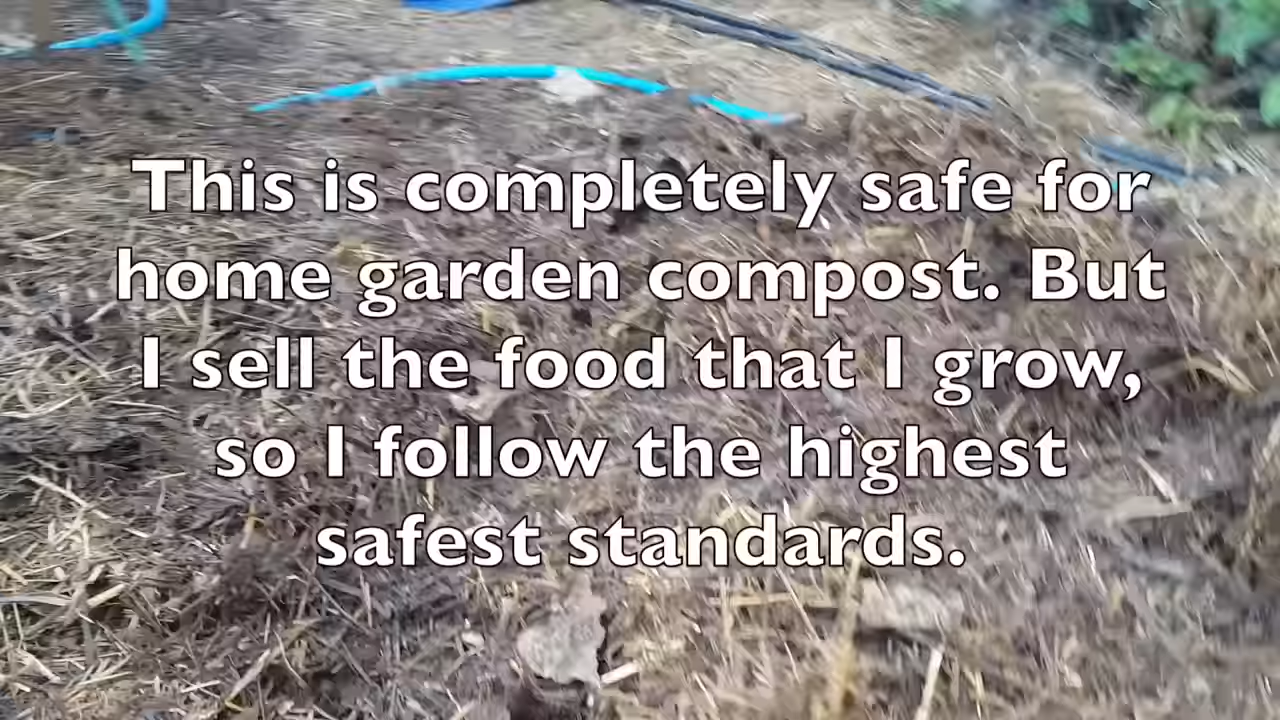 This is completely safe for
home garden compost. But
I sell the food that I grow,
so I follow the highest
safest standards.